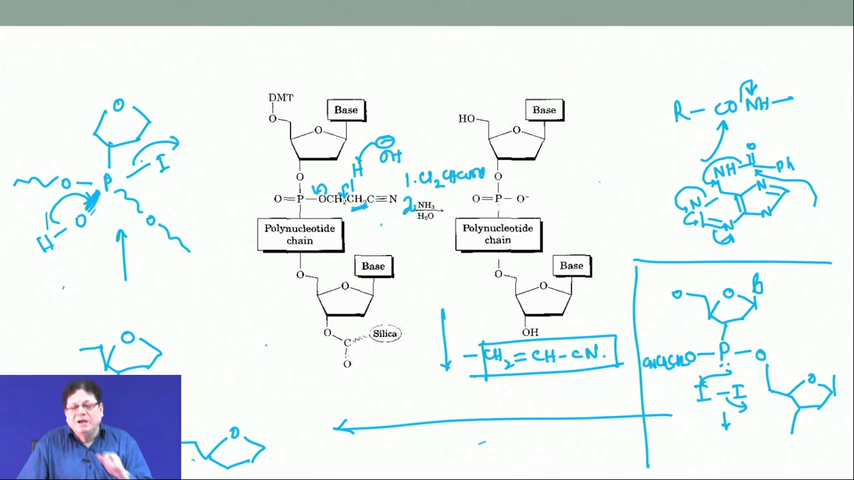 DMT
O
Base
O
O
O=P–OCH₂CH₂C≡N
Polynucleotide
chain
O
Base
O
O
C
O
Silica
1. Cl₂CHCOOH
2. NH₃
H₂O
HO
Base
O
O
O=P–O⁻
Polynucleotide
chain
O
Base
O
OH
H
OH
CH₂=CH–CN.
O
O
P
I
O
H
O
O
O
R – CO NH –
NH
O
Ph
N
N
N
N
O
O
B
P
O
I – I
O